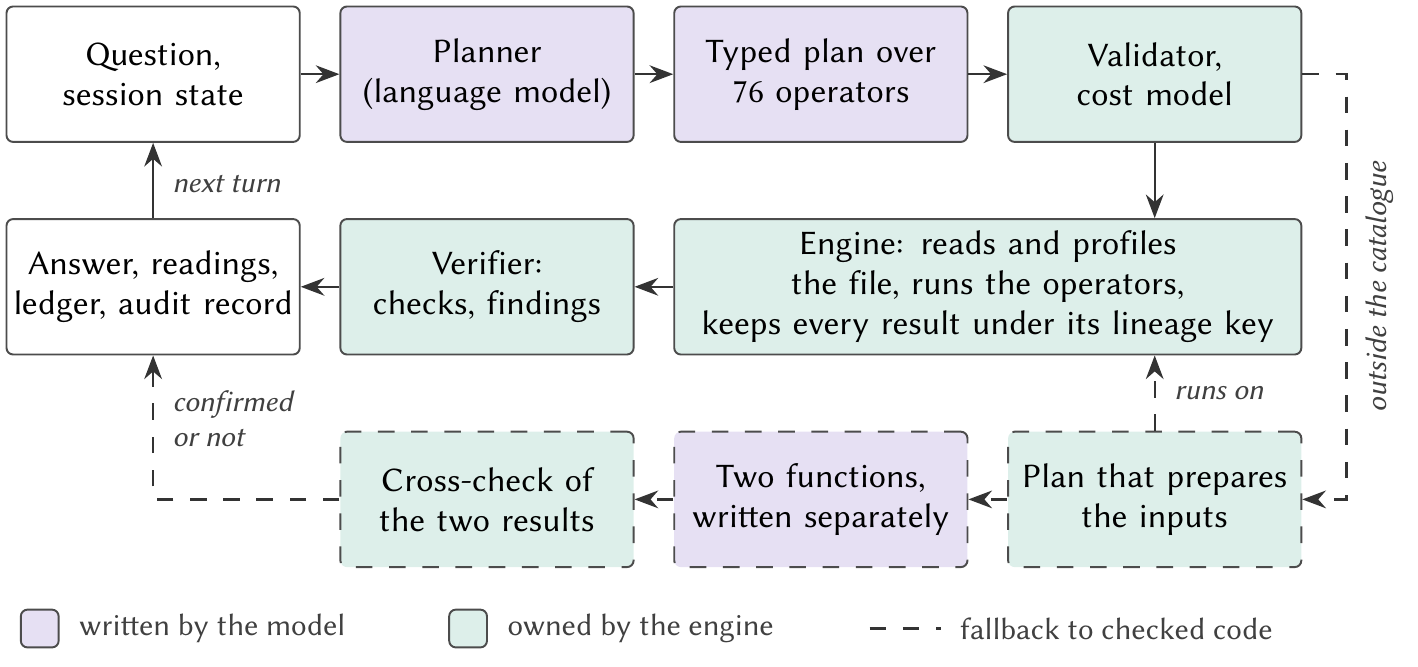 Question,
session state
Planner
(language model)
Typed plan over
76 operators
Validator,
cost model
next turn
outside the catalogue
Answer, readings,
ledger, audit record
Verifier:
checks, findings
Engine: reads and profiles
the file, runs the operators,
keeps every result under its lineage key
confirmed
or not
runs on
Cross-check of
the two results
Two functions,
written separately
Plan that prepares
the inputs
written by the model
owned by the engine
fallback to checked code